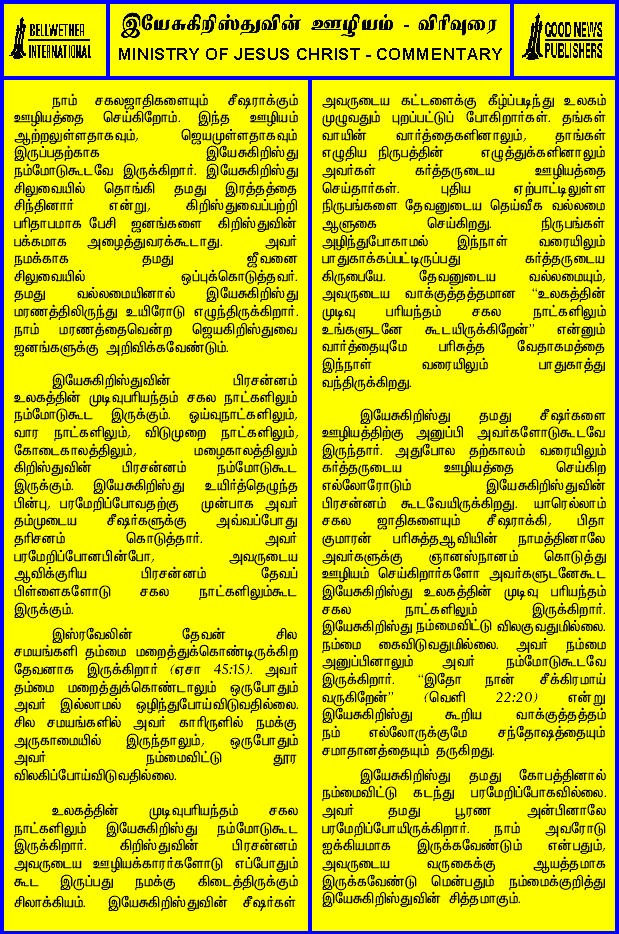 BELLWETHER
INTERNATIONAL
இயேசுகிறிஸ்துவின் ஊழியம் - விரிவுரை
MINISTRY OF JESUS CHRIST - COMMENTARY
GOOD NEWS
PUBLISHERS
நாம் சகலஜாதிகளையும் சீஷராக்கும்
ஊழியத்தை செய்கிறோம். இந்த ஊழியம்
ஆற்றலுள்ளதாகவும், ஜெயமுள்ளதாகவும்
இருப்பதற்காக இயேசுகிறிஸ்து
நம்மோடுகூடவே இருக்கிறார். இயேசுகிறிஸ்து
சிலுவையில் தொங்கி தமது இரத்தத்தை
சிந்தினார் என்று, கிறிஸ்துவைப்பற்றி
பரிதாபமாக பேசி ஜனங்களை கிறிஸ்துவின்
பக்கமாக அழைத்துவரக்கூடாது. அவர்
நமக்காக தமது ஜீவனை
சிலுவையில் ஒப்புக்கொடுத்தவர்.
தமது வல்லமையினால் இயேசுகிறிஸ்து
மரணத்திலிருந்து உயிரோடு எழுந்திருக்கிறார்.
நாம் மரணத்தைவென்ற ஜெயகிறிஸ்துவை
ஜனங்களுக்கு அறிவிக்கவேண்டும்.
இயேசுகிறிஸ்துவின் பிரசன்னம்
உலகத்தின் முடிவுபரியந்தம் சகல நாட்களிலும்
நம்மோடுகூட இருக்கும். ஒய்வுநாட்களிலும்,
வார நாட்களிலும், விடுமுறை நாட்களிலும்,
கோடைகாலத்திலும், மழைகாலத்திலும்
கிறிஸ்துவின் பிரசன்னம் நம்மோடுகூட
இருக்கும். இயேசுகிறிஸ்து உயிர்த்தெழுந்த
பின்பு, பரமேறிப்போவதற்கு முன்பாக அவர்
தம்முடைய சீஷர்களுக்கு அவ்வப்போது
தரிசனம் கொடுத்தார். அவர்
பரமேறிப்போனபின்போ, அவருடைய
ஆவிக்குரிய பிரசன்னம் தேவப்
பிள்ளைகளோடு சகல நாட்களிலும்கூட
இருக்கும்.
இஸ்ரவேலின் தேவன் சில
சமயங்களி தம்மை மறைத்துக்கொண்டிருக்கிற
தேவனாக இருக்கிறார் (ஏசா 45:15). அவர்
தம்மை மறைத்துக்கொண்டாலும் ஒருபோதும்
அவர் இல்லாமல் ஒழிந்துபோய்விடுவதில்லை.
சில சமயங்களில் அவர் காரிருளில் நமக்கு
அருகாமையில் இருந்தாலும், ஒருபோதும்
அவர் நம்மைவிட்டு தூர
விலகிப்போய்விடுவதில்லை.
உலகத்தின் முடிவுபரியந்தம் சகல
நாட்களிலும் இயேசுகிறிஸ்து நம்மோடுகூட
இருக்கிறார். கிறிஸ்துவின் பிரசன்னம்
அவருடைய ஊழியக்காரர்களோடு எப்போதும்
கூட இருப்பது நமக்கு கிடைத்திருக்கும்
சிலாக்கியம். இயேசுகிறிஸ்துவின் சீஷர்கள்
அவருடைய கட்டளைக்கு கீழ்ப்படிந்து உலகம்
முழுவதும் புறப்பட்டுப் போகிறார்கள். தங்கள்
வாயின் வார்த்தைகளினாலும், தாங்கள்
எழுதிய நிருபத்தின் எழுத்துக்களினாலும்
அவர்கள் கர்த்தருடைய ஊழியத்தை
செய்தார்கள். புதிய ஏற்பாட்டிலுள்ள
நிருபங்களை தேவனுடைய தெய்வீக வல்லமை
ஆளுகை செய்கிறது. நிருபங்கள்
அழிந்துபோகாமல் இந்நாள் வரையிலும்
பாதுகாக்கப்பட்டிருப்பது கர்த்தருடைய
கிருபையே. தேவனுடைய வல்லமையும்,
அவருடைய வாக்குத்தத்தமான “உலகத்தின்
முடிவு பரியந்தம் சகல நாட்களிலும்
உங்களுடனே கூடயிருக்கிறேன்” என்னும்
வார்த்தையுமே பரிசுத்த வேதாகமத்தை
இந்நாள் வரையிலும் பாதுகாத்து
வந்திருக்கிறது.
இயேசுகிறிஸ்து தமது சீஷர்களை
ஊழியத்திற்கு அனுப்பி அவர்களோடுகூடவே
இருந்தார். அதுபோல தற்காலம் வரையிலும்
கர்த்தருடைய ஊழியத்தை செய்கிற
எல்லோரோடும் இயேசுகிறிஸ்துவின்
பிரசன்னம் கூடவேயிருக்கிறது. யாரெல்லாம்
சகல ஜாதிகளையும் சீஷராக்கி, பிதா
குமாரன் பரிசுத்தஆவியின் நாமத்தினாலே
அவர்களுக்கு ஞானஸ்நானம் கொடுத்து
ஊழியம் செய்கிறார்களோ அவர்களுடனேகூட
இயேசுகிறிஸ்து உலகத்தின் முடிவு பரியந்தம்
சகல நாட்களிலும் இருக்கிறார்.
இயேசுகிறிஸ்து நம்மைவிட்டு விலகுவதுமில்லை.
நம்மை கைவிடுவதுமில்லை. அவர் நம்மை
அனுப்பினாலும் அவர் நம்மோடுகூடவே
இருக்கிறார். “இதோ நான் சீக்கிரமாய்
வருகிறேன்” (வெளி 22:20) என்று
இயேசுகிறிஸ்து கூறிய வாக்குத்தத்தம்
நம் எல்லோருக்குமே சந்தோஷத்தையும்
சமாதானத்தையும் தருகிறது.
இயேசுகிறிஸ்து தமது கோபத்தினால்
நம்மைவிட்டு கடந்து பரமேறிப்போகவில்லை.
அவர் தமது பூரண அன்பினாலே
பரமேறிப்போயிருக்கிறார். நாம் அவரோடு
ஐக்கியமாக இருக்கவேண்டும் என்பதும்,
அவருடைய வருகைக்கு ஆயத்தமாக
இருக்கவேண்டு மென்பதும் நம்மைக்குறித்து
இயேசுகிறிஸ்துவின் சித்தமாகும்.